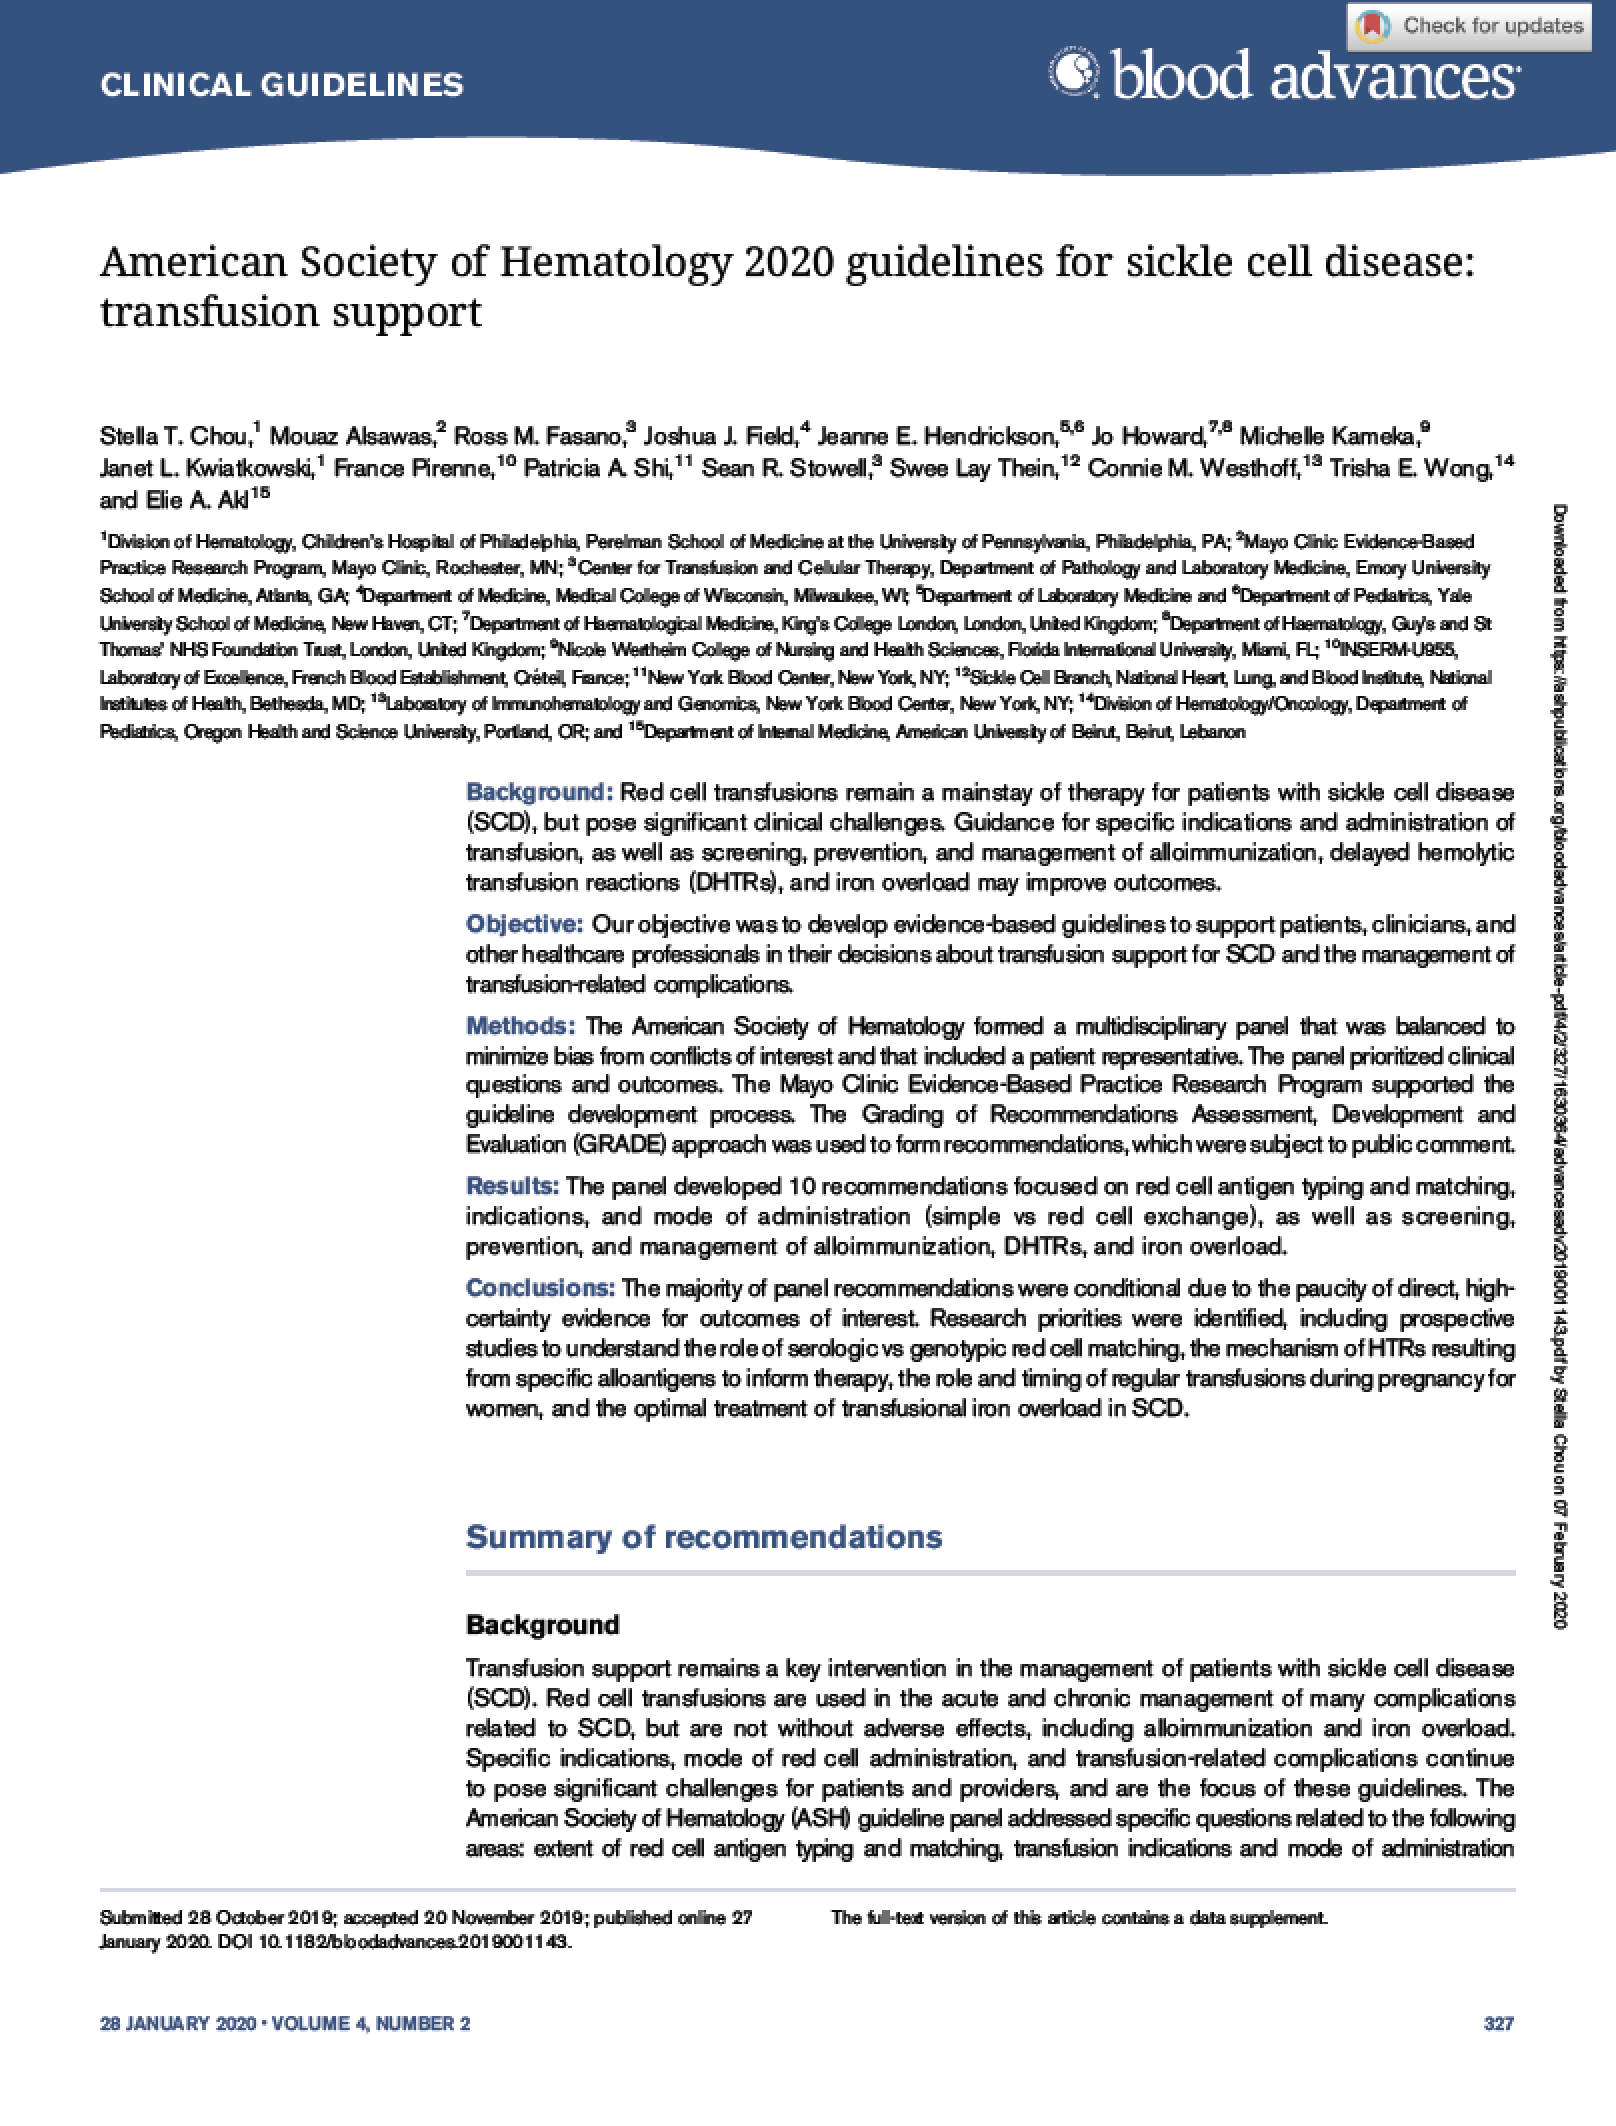 Check for updates
CLINICAL GUIDELINES
blood advances®
American Society of Hematology 2020 guidelines for sickle cell disease:
transfusion support
Stella T. Chou,1 Mouaz Alsawas,2 Ross M. Fasano,3 Joshua J. Field,4 Jeanne E. Hendrickson,5,6 Jo Howard,7,8 Michelle Kameka,9
Janet L. Kwiatkowski,1 France Pirenne,10 Patricia A. Shi,11 Sean R. Stowell,3 Swee Lay Thein,12 Connie M. Westhoff,13 Trisha E. Wong,14
and Elie A. Akl15
1Division of Hematology, Children's Hospital of Philadelphia, Perelman School of Medicine at the University of Pennsylvania, Philadelphia, PA; 2Mayo Clinic Evidence-Based
Practice Research Program, Mayo Clinic, Rochester, MN; 3Center for Transfusion and Cellular Therapy, Department of Pathology and Laboratory Medicine, Emory University
School of Medicine, Atlanta, GA; 4Department of Medicine, Medical College of Wisconsin, Milwaukee, WI; 5Department of Laboratory Medicine and 6Department of Pediatrics, Yale
University School of Medicine, New Haven, CT; 7Department of Haematological Medicine, King's College London, London, United Kingdom; 8Department of Haematology, Guy's and St
Thomas' NHS Foundation Trust, London, United Kingdom; 9Nicole Wertheim College of Nursing and Health Sciences, Florida International University, Miami, FL; 10INSERM-U955,
Laboratory of Excellence, French Blood Establishment, Créteil, France; 11New York Blood Center, New York, NY; 12Sickle Cell Branch, National Heart, Lung, and Blood Institute, National
Institutes of Health, Bethesda, MD; 13Laboratory of Immunohematology and Genomics, New York Blood Center, New York, NY; 14Division of Hematology/Oncology, Department of
Pediatrics, Oregon Health and Science University, Portland, OR; and 15Department of Internal Medicine, American University of Beirut, Beirut, Lebanon
Background: Red cell transfusions remain a mainstay of therapy for patients with sickle cell disease
(SCD), but pose significant clinical challenges. Guidance for specific indications and administration of
transfusion, as well as screening, prevention, and management of alloimmunization, delayed hemolytic
transfusion reactions (DHTRs), and iron overload may improve outcomes.
Objective: Our objective was to develop evidence-based guidelines to support patients, clinicians, and
other healthcare professionals in their decisions about transfusion support for SCD and the management of
transfusion-related complications.
Methods: The American Society of Hematology formed a multidisciplinary panel that was balanced to
minimize bias from conflicts of interest and that included a patient representative. The panel prioritized clinical
questions and outcomes. The Mayo Clinic Evidence-Based Practice Research Program supported the
guideline development process. The Grading of Recommendations Assessment, Development and
Evaluation (GRADE) approach was used to form recommendations, which were subject to public comment.
Results: The panel developed 10 recommendations focused on red cell antigen typing and matching,
indications, and mode of administration (simple vs red cell exchange), as well as screening,
prevention, and management of alloimmunization, DHTRs, and iron overload.
Conclusions: The majority of panel recommendations were conditional due to the paucity of direct, high-
certainty evidence for outcomes of interest. Research priorities were identified, including prospective
studies to understand the role of serologic vs genotypic red cell matching, the mechanism of HTRs resulting
from specific alloantigens to inform therapy, the role and timing of regular transfusions during pregnancy for
women, and the optimal treatment of transfusional iron overload in SCD.
Summary of recommendations
Background
Transfusion support remains a key intervention in the management of patients with sickle cell disease
(SCD). Red cell transfusions are used in the acute and chronic management of many complications
related to SCD, but are not without adverse effects, including alloimmunization and iron overload.
Specific indications, mode of red cell administration, and transfusion-related complications continue
to pose significant challenges for patients and providers, and are the focus of these guidelines. The
American Society of Hematology (ASH) guideline panel addressed specific questions related to the following
areas: extent of red cell antigen typing and matching, transfusion indications and mode of administration
Submitted 28 October 2019; accepted 20 November 2019; published online 27
January 2020. DOI 10.1182/bloodadvances.2019001143.
The full-text version of this article contains a data supplement.
28 JANUARY 2020 • VOLUME 4, NUMBER 2
327
Downloaded from https://ashpublications.org/bloodadvances/article-pdf/4/2/327/1630364/advancesadv2019001143.pdf by Stella Chou on 07 February 2020